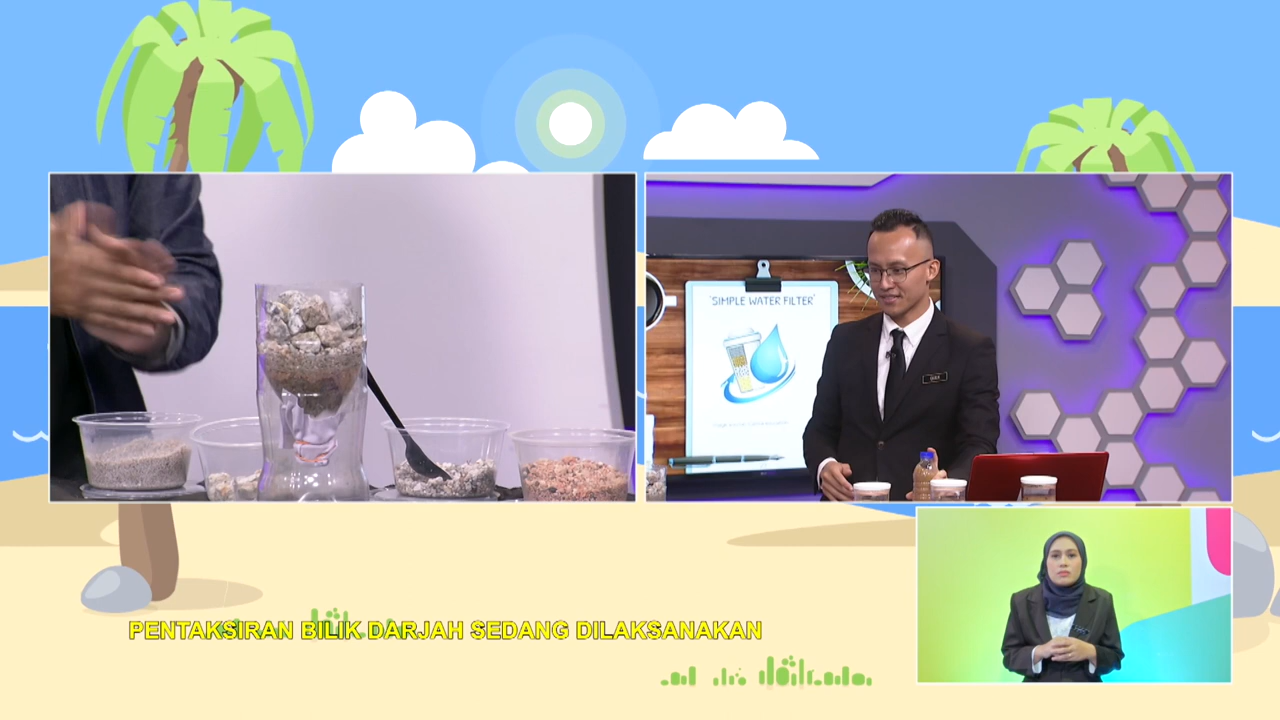 "SIMPLE WATER FILTER"
PENTAKSIRAN BILIK DARJAH SEDANG DILAKSANAKAN